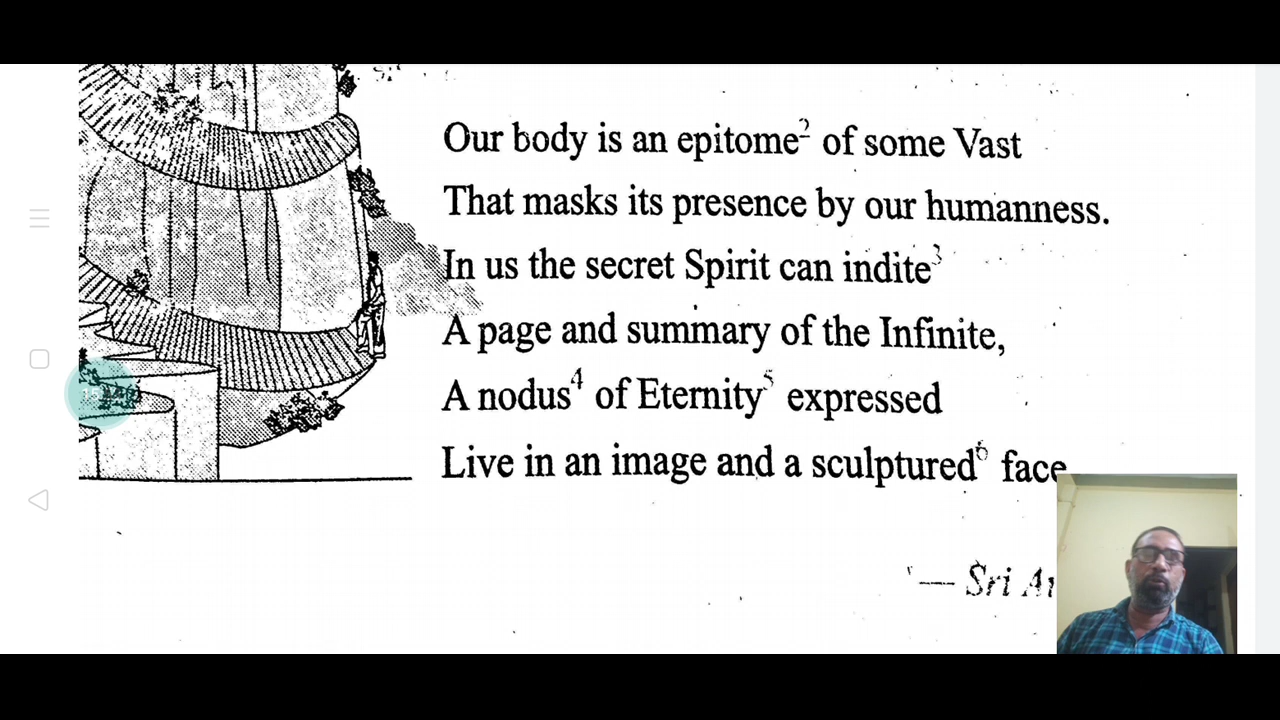 Our body is an epitome² of some Vast
That masks its presence by our humanness.
In us the secret Spirit can indite³
A page and summary of the Infinite,
A nodus⁴ of Eternity⁵ expressed
Live in an image and a sculptured⁶ face
— Sri